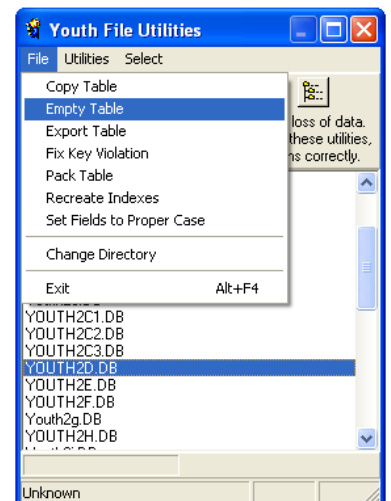 Youth File Utilities
File Utilities Select
Copy Table
Empty Table
Export Table
Fix Key Violation
Pack Table
Recreate Indexes
Set Fields to Proper Case
Change Directory
Exit Alt+F4
loss of data.
these utilities,
ns correctly.
YOUTH2C1.DB
YOUTH2C2.DB
YOUTH2C3.DB
YOUTH2D.DB
YOUTH2E.DB
YOUTH2F.DB
Youth2g.DB
YOUTH2H.DB
Unknown